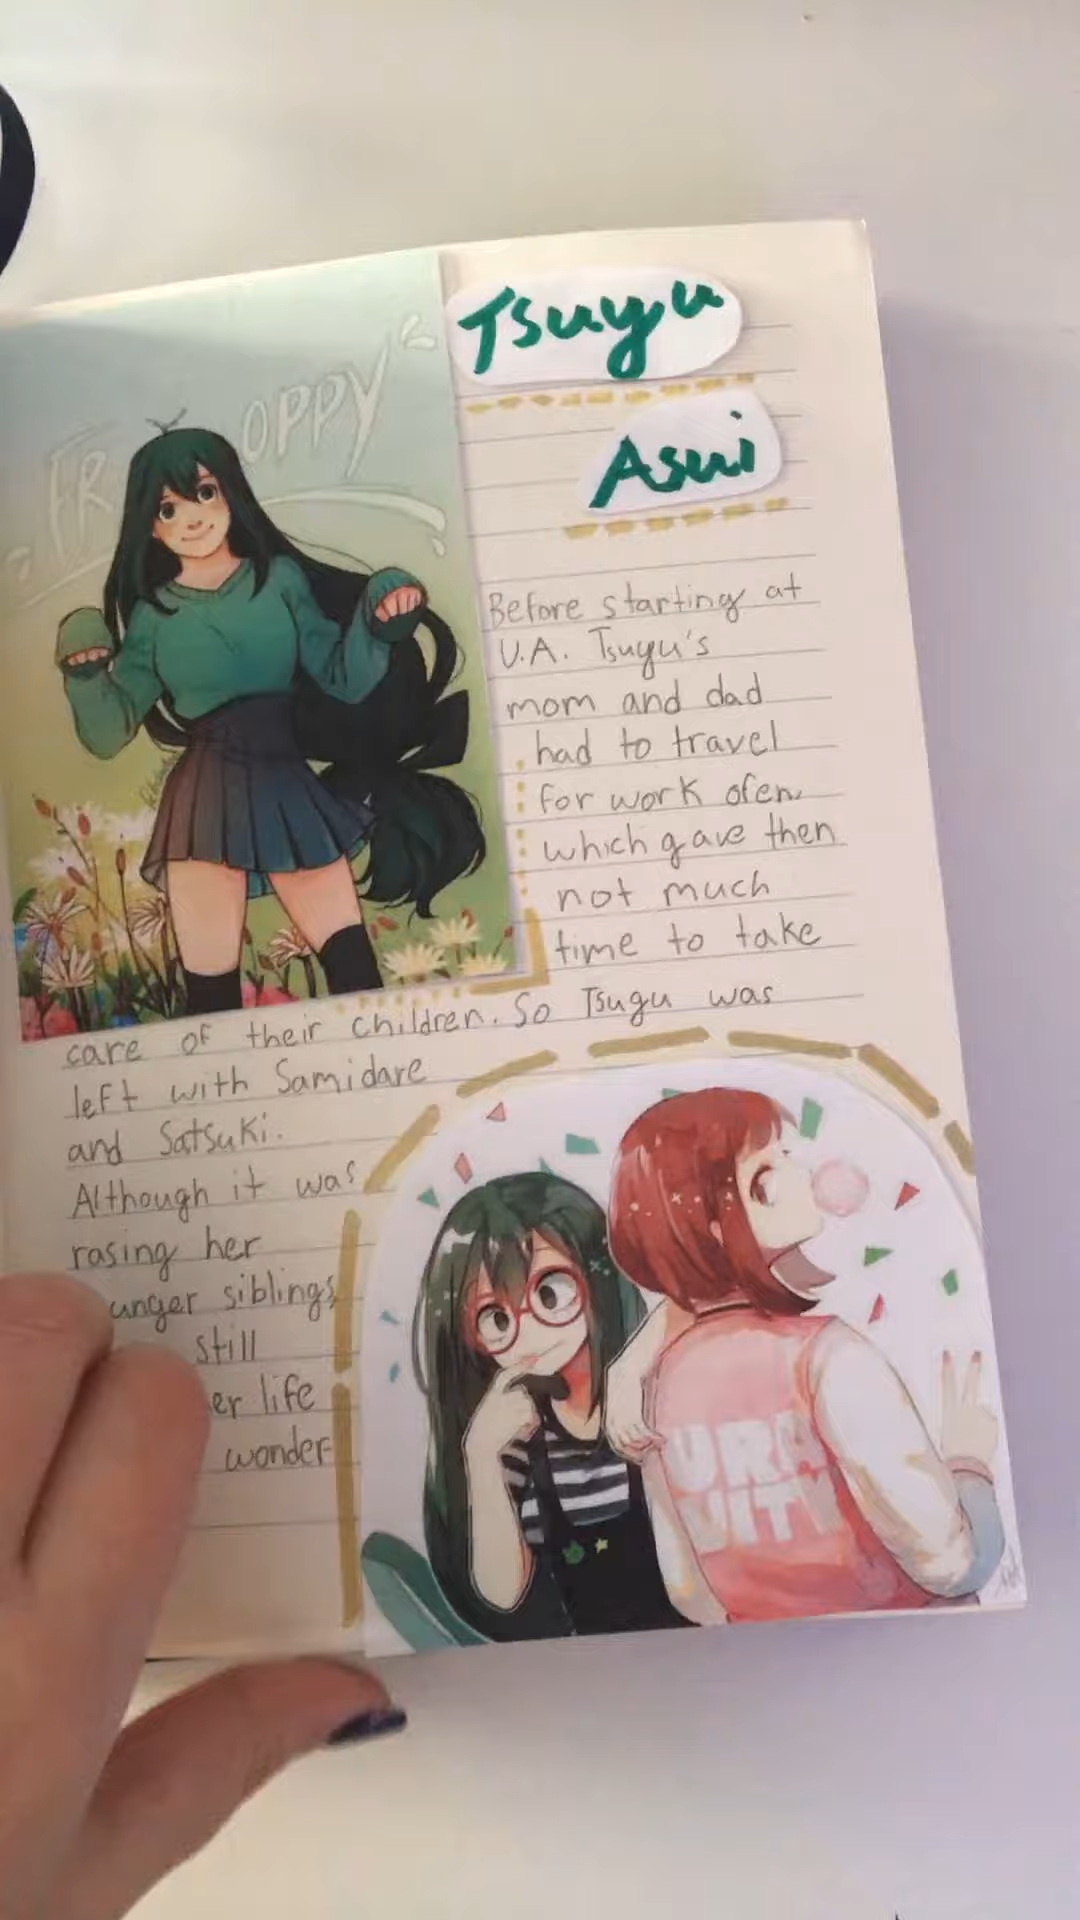 Tsuyu
Asui
FROPPY
Before starting at
U.A. Tsuyu's
mom and dad
had to travel
for work ofen
which gave then
not much
time to take
care of their children. So Tsugu was
left with Samidare
and Satsuki.
Although it was
rasing her
unger siblings
still
er life
wonder-
URA
VITY